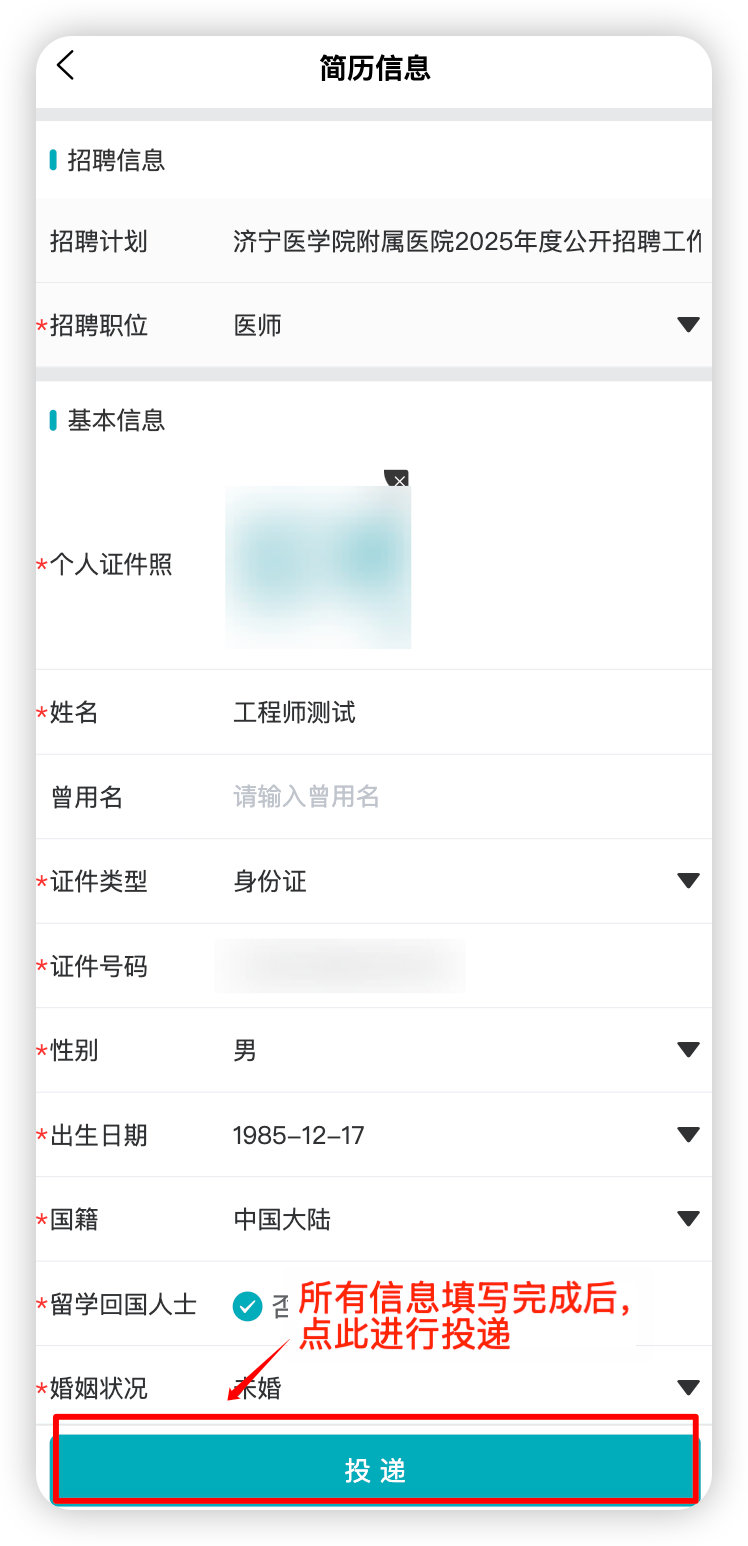 简历信息
招聘信息
招聘计划 济宁医学院附属医院2025年度公开招聘工作
*招聘职位 医师
基本信息
*个人证件照
*姓名 工程师测试
曾用名 请输入曾用名
*证件类型 身份证
*证件号码
*性别 男
*出生日期 1985-12-17
*国籍 中国大陆
*留学回国人士 否
所有信息填写完成后,
点此进行投递
*婚姻状况 未婚
投 递